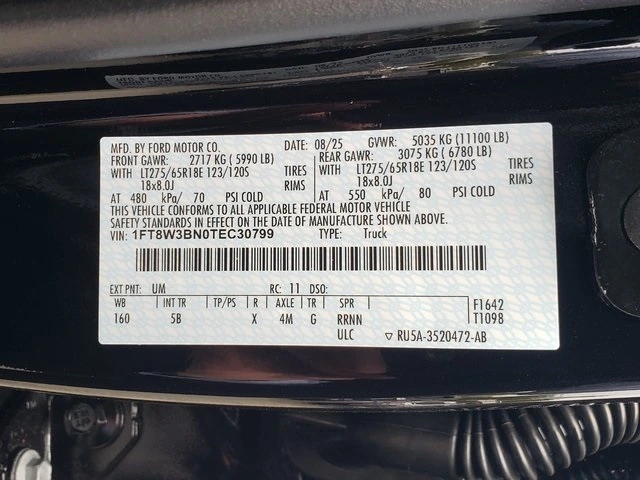 MFD. BY FORD MOTOR CO.
MFD. BY FORD MOTOR CO. DATE: 08/25 GVWR: 5035 KG (11100 LB)
FRONT GAWR: 2717 KG ( 5990 LB) REAR GAWR: 3075 KG ( 6780 LB)
WITH LT275/65R18E 123/120S TIRES WITH LT275/65R18E 123/120S TIRES
18x8.0J RIMS 18x8.0J RIMS
AT 480 kPa/ 70 PSI COLD AT 550 kPa/ 80 PSI COLD
THIS VEHICLE CONFORMS TO ALL APPLICABLE FEDERAL MOTOR VEHICLE
SAFETY STANDARDS IN EFFECT ON THE DATE OF MANUFACTURE SHOWN ABOVE.
VIN: 1FT8W3BN0TEC30799 TYPE: Truck
EXT PNT: UM RC: 11 DSO:
WB INT TR TP/PS R AXLE TR SPR F1642
160 5B X 4M G RRNN T1098
ULC ▽ RU5A-3520472-AB